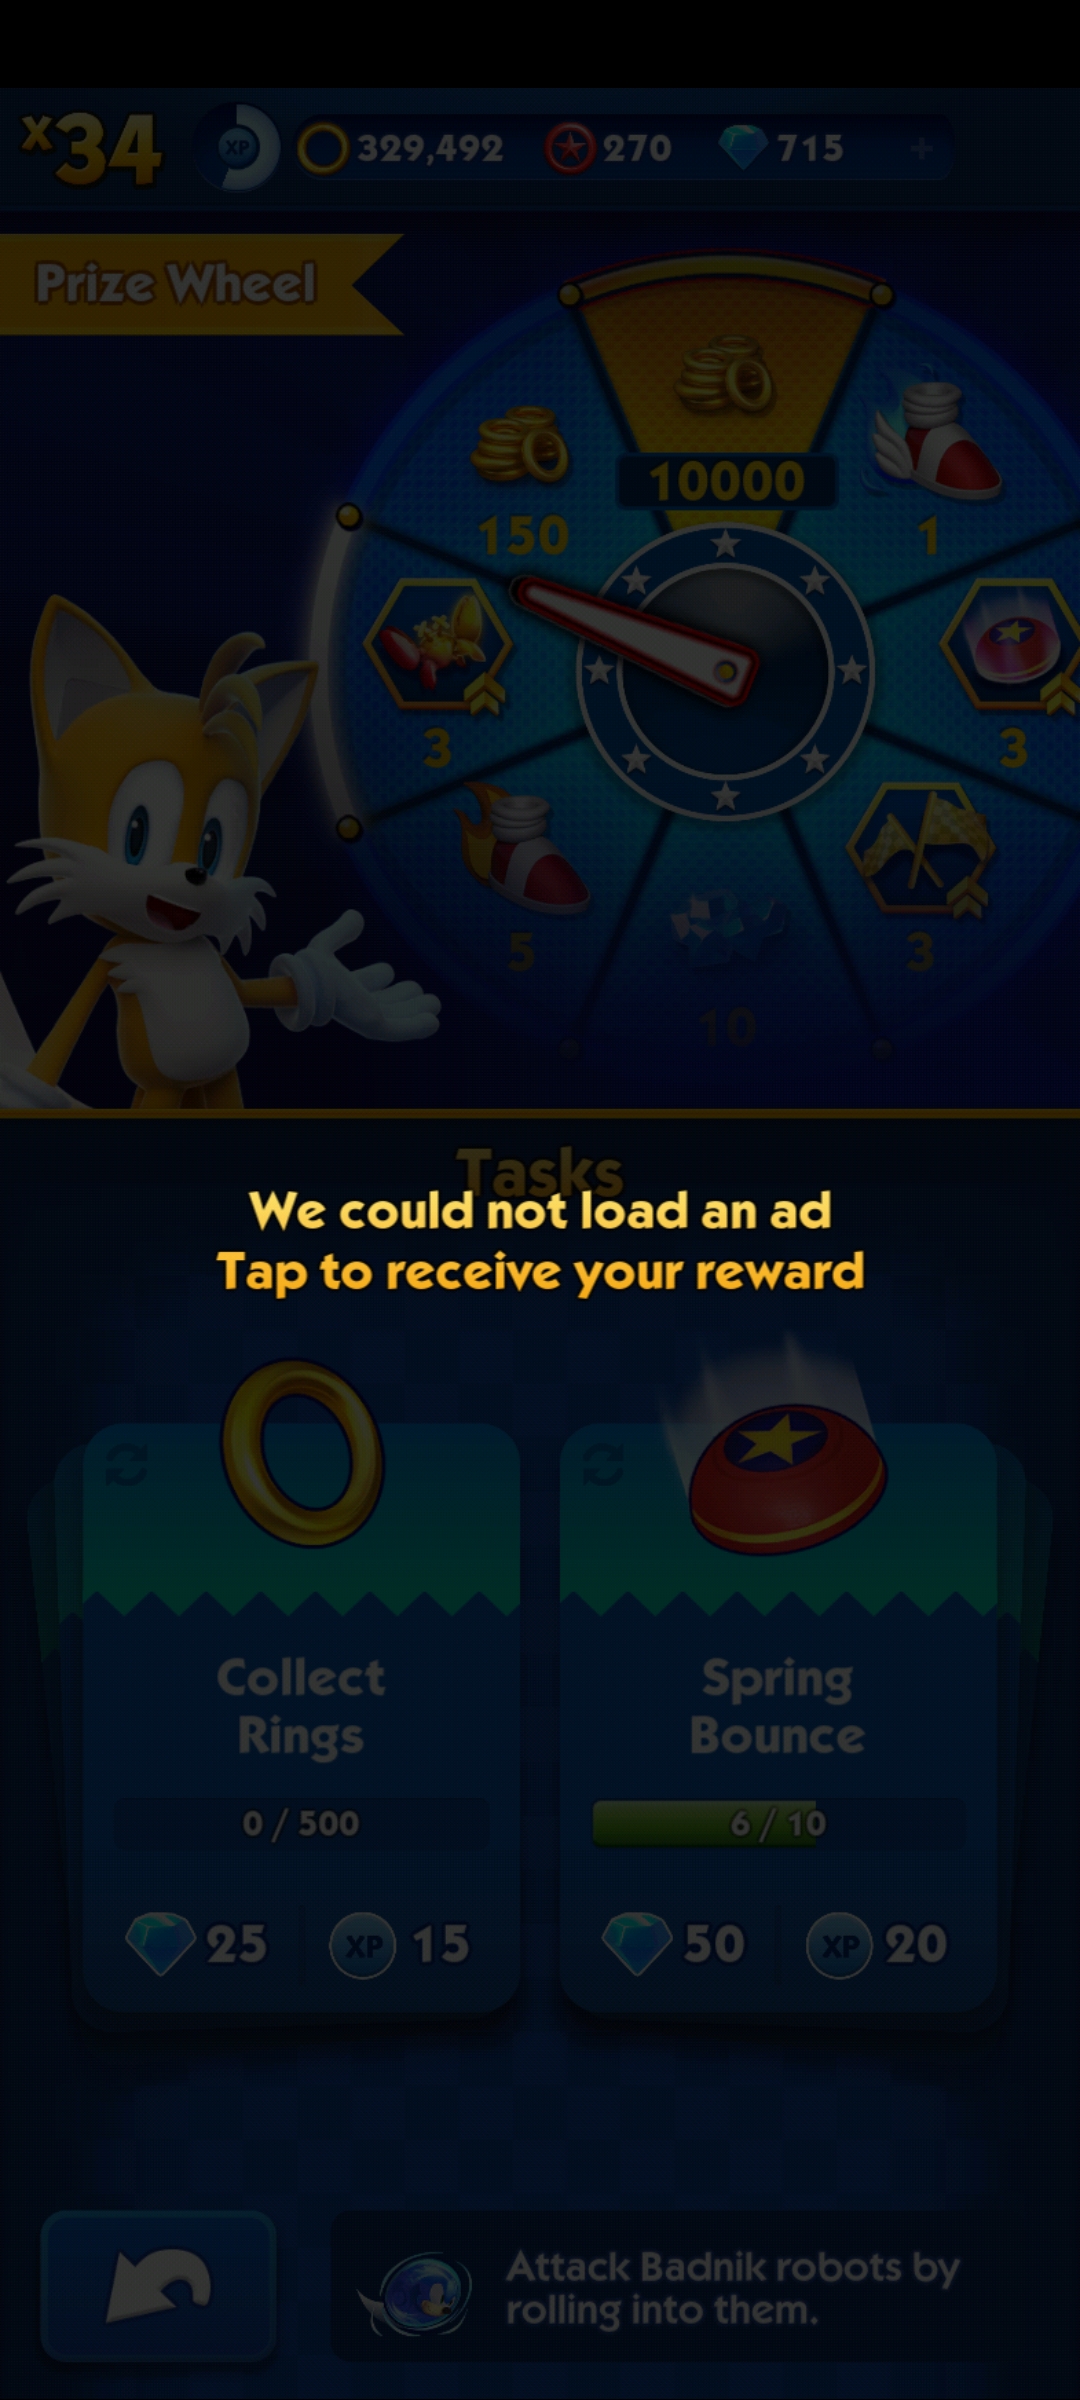 x34
XP
329,492
270
715
+
Prize Wheel
10000
150
1
3
3
5
3
10
Tasks
We could not load an ad
Tap to receive your reward
Collect
Rings
Spring
Bounce
0 / 500
6 / 10
25
XP
15
50
XP
20
Attack Badnik robots by
rolling into them.